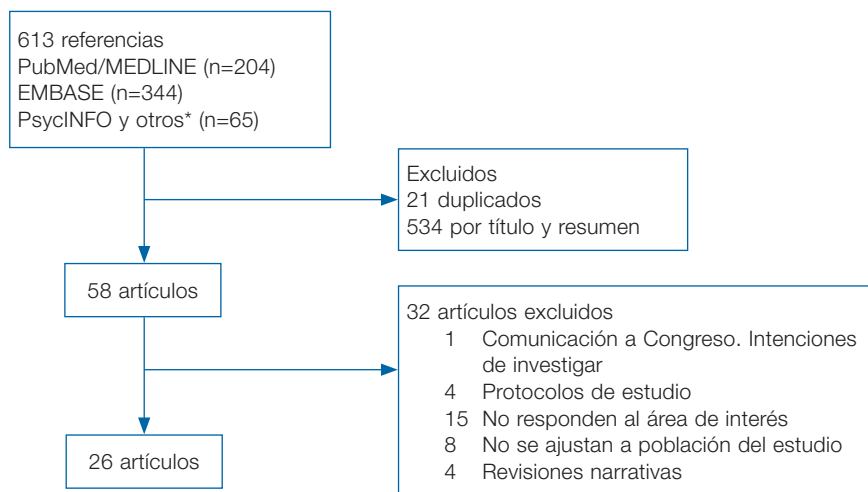 613 referencias
PubMed/MEDLINE (n=204)
EMBASE (n=344)
PsycINFO y otros* (n=65)
Excluidos
21 duplicados
534 por título y resumen
58 artículos
32 artículos excluidos
1 Comunicación a Congreso. Intenciones
de investigar
4 Protocolos de estudio
15 No responden al área de interés
8 No se ajustan a población del estudio
4 Revisiones narrativas
26 artículos